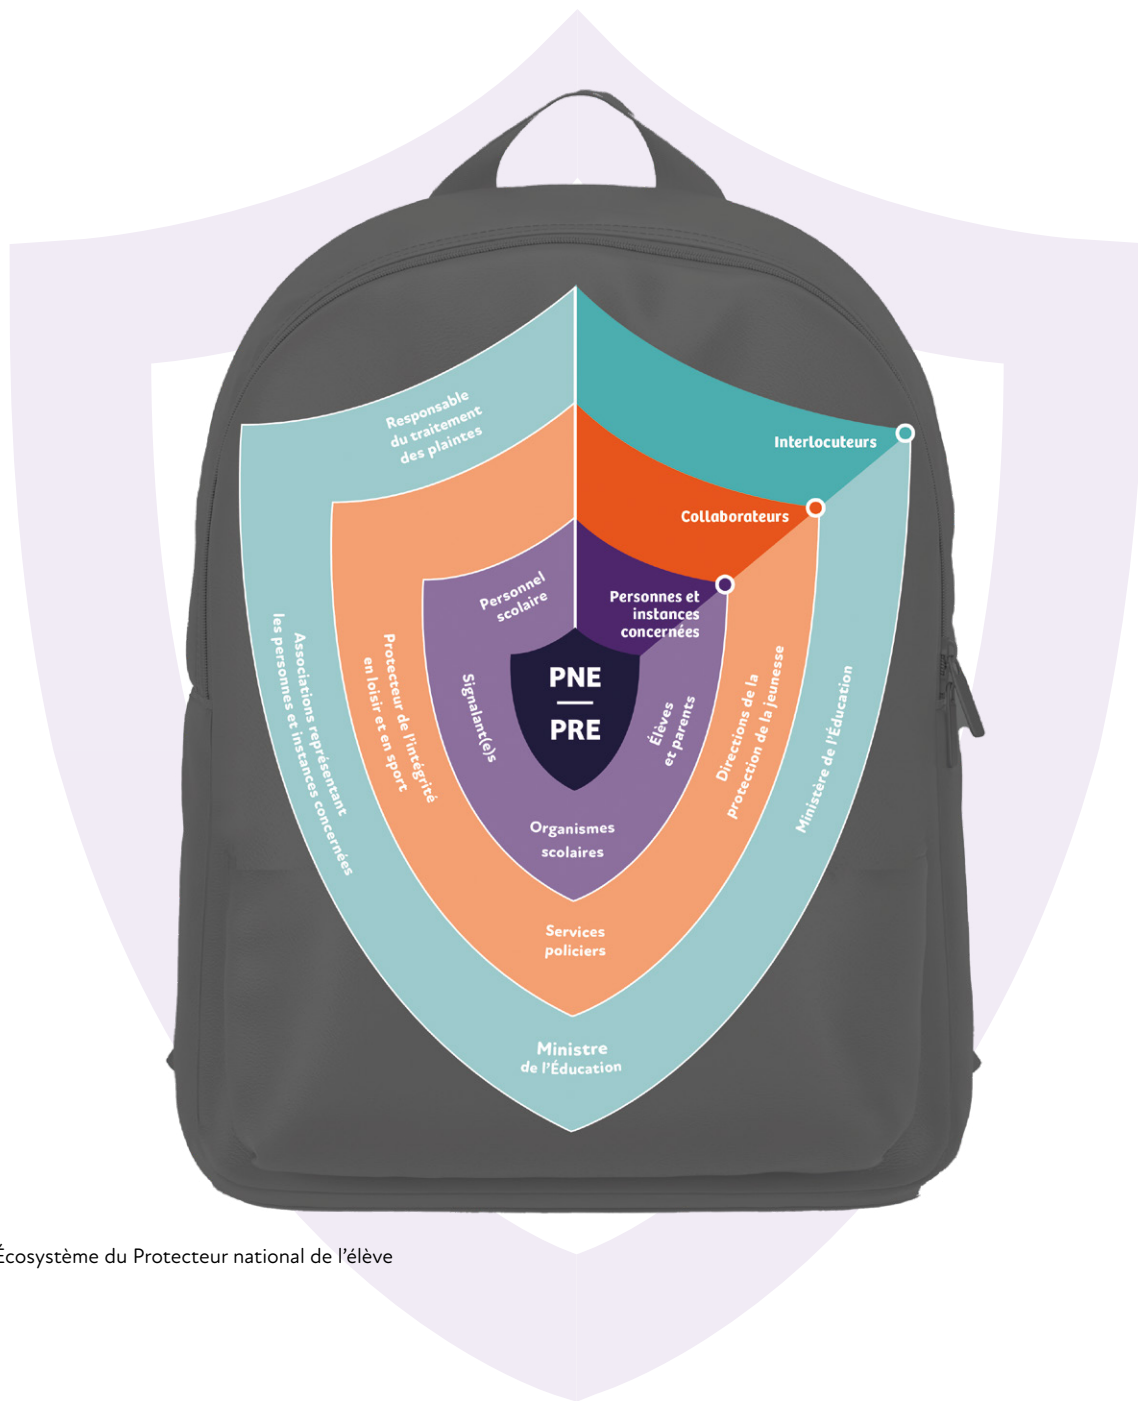 Responsable
du traitement
des plaintes
Interlocuteurs
Collaborateurs
Personnel
scolaire
Personnes et
instances
concernées
PNE
PRE
Associations représentant
les personnes et instances concernées
Protecteur de l'intégrité
en loisir et en sport
Signalant(e)s
Élèves
et parents
Directions de la
protection de la jeunesse
Ministère de l'Éducation
Organismes
scolaires
Services
policiers
Ministre
de l'Éducation
Écosystème du Protecteur national de l'élève